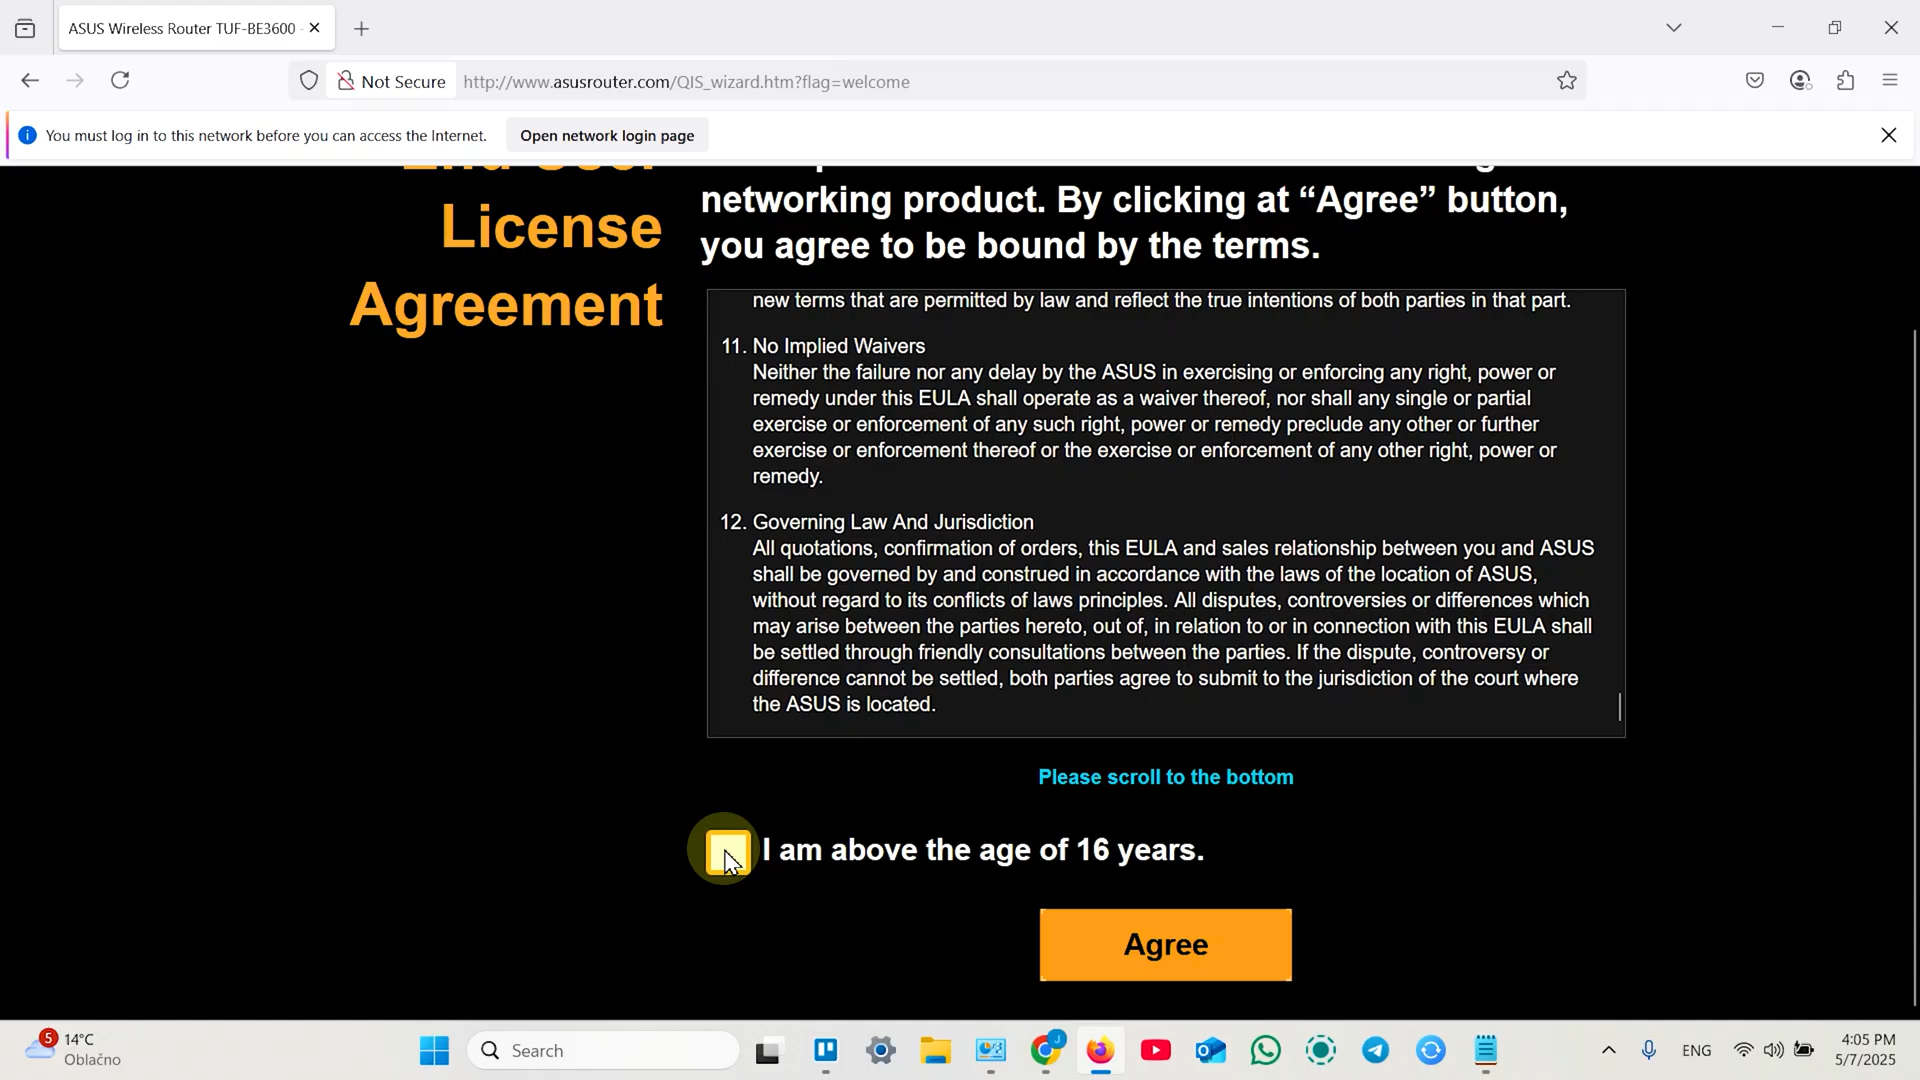 ASUS Wireless Router TUF-BE3600 -
Not Secure
http://www.asusrouter.com/QIS_wizard.htm?flag=welcome
You must log in to this network before you can access the Internet.
Open network login page
License
Agreement
networking product. By clicking at “Agree” button,
you agree to be bound by the terms.
new terms that are permitted by law and reflect the true intentions of both parties in that part.
11. No Implied Waivers
Neither the failure nor any delay by the ASUS in exercising or enforcing any right, power or
remedy under this EULA shall operate as a waiver thereof, nor shall any single or partial
exercise or enforcement of any such right, power or remedy preclude any other or further
exercise or enforcement thereof or the exercise or enforcement of any other right, power or
remedy.
12. Governing Law And Jurisdiction
All quotations, confirmation of orders, this EULA and sales relationship between you and ASUS
shall be governed by and construed in accordance with the laws of the location of ASUS,
without regard to its conflicts of laws principles. All disputes, controversies or differences which
may arise between the parties hereto, out of, in relation to or in connection with this EULA shall
be settled through friendly consultations between the parties. If the dispute, controversy or
difference cannot be settled, both parties agree to submit to the jurisdiction of the court where
the ASUS is located.
Please scroll to the bottom
I am above the age of 16 years.
Agree
5
14°C
Oblačno
Search
J
ENG
4:05 PM
5/7/2025